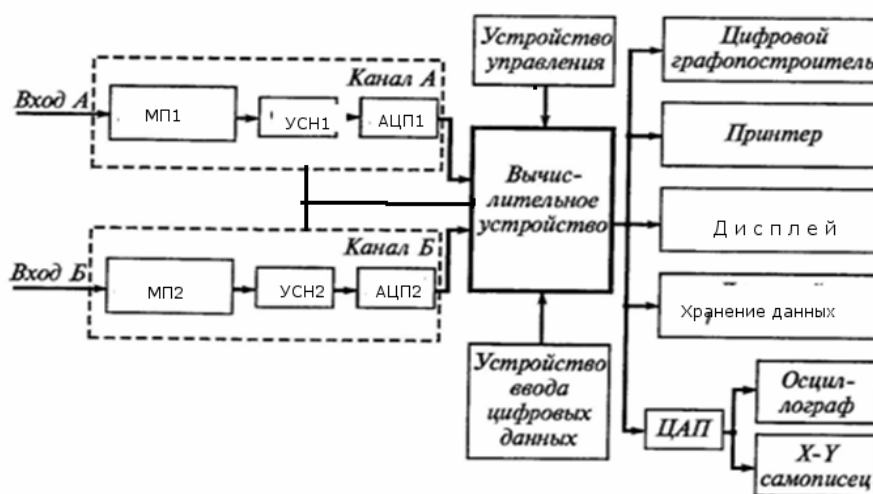 Вход А
Канал А
МП1
УСН1
АЦП1
Вход Б
Канал Б
МП2
УСН2
АЦП2
Устройство
управления
Вычис-
лительное
устройство
Устройство
ввода
цифровых
данных
Цифровой
графопостроитель
Принтер
Дисплей
Хранение данных
ЦАП
Осцил-
лограф
X-Y
самописец